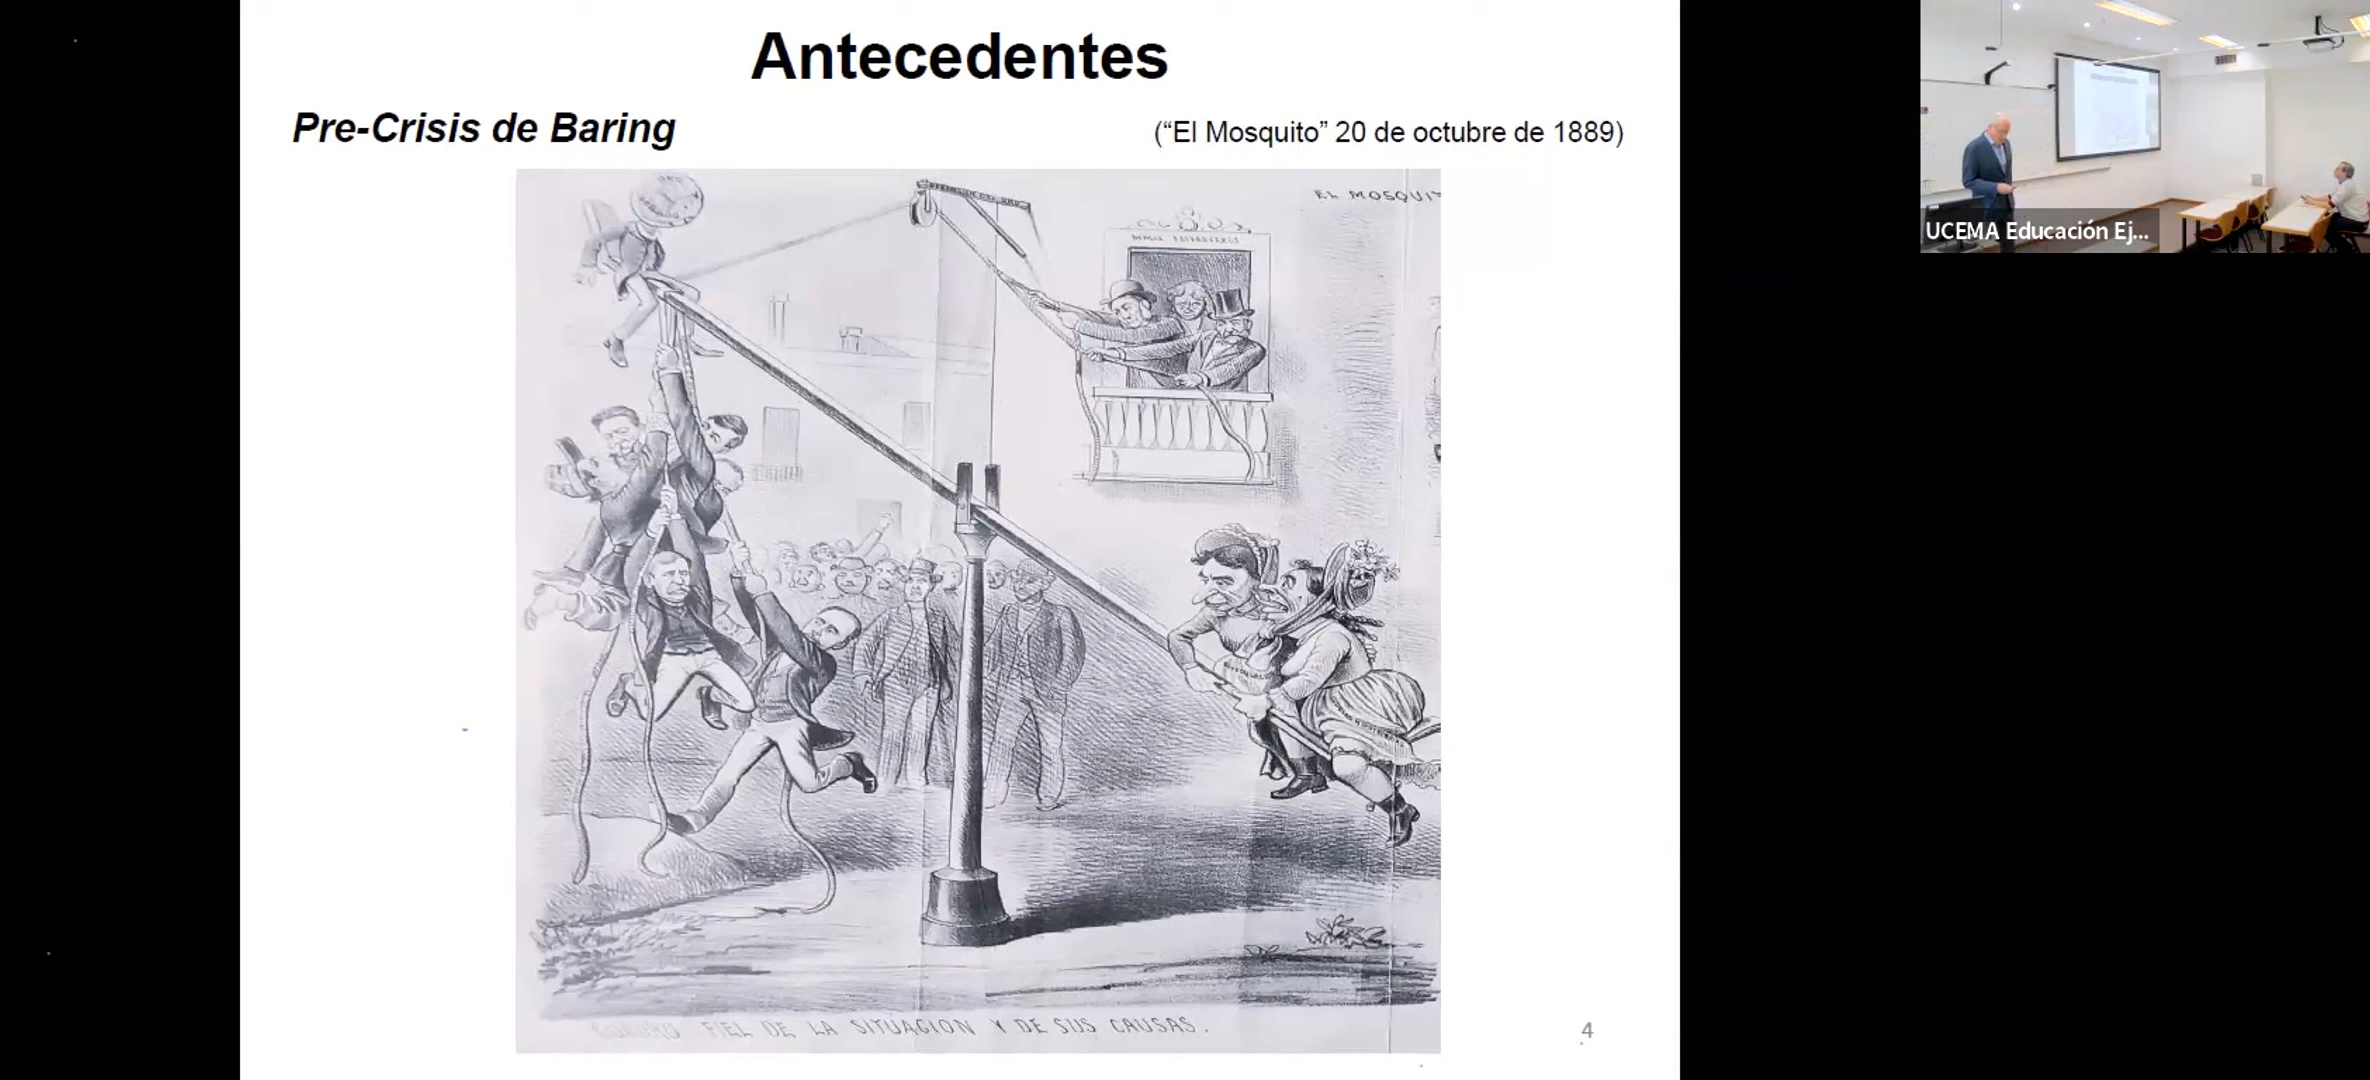 Antecedentes
Pre-Crisis de Baring
(“El Mosquito” 20 de octubre de 1889)
EL MOSQUI
FIEL DE LA SITUACION Y DE SUS CAUSAS.
4
UCEMA Educación Ej...